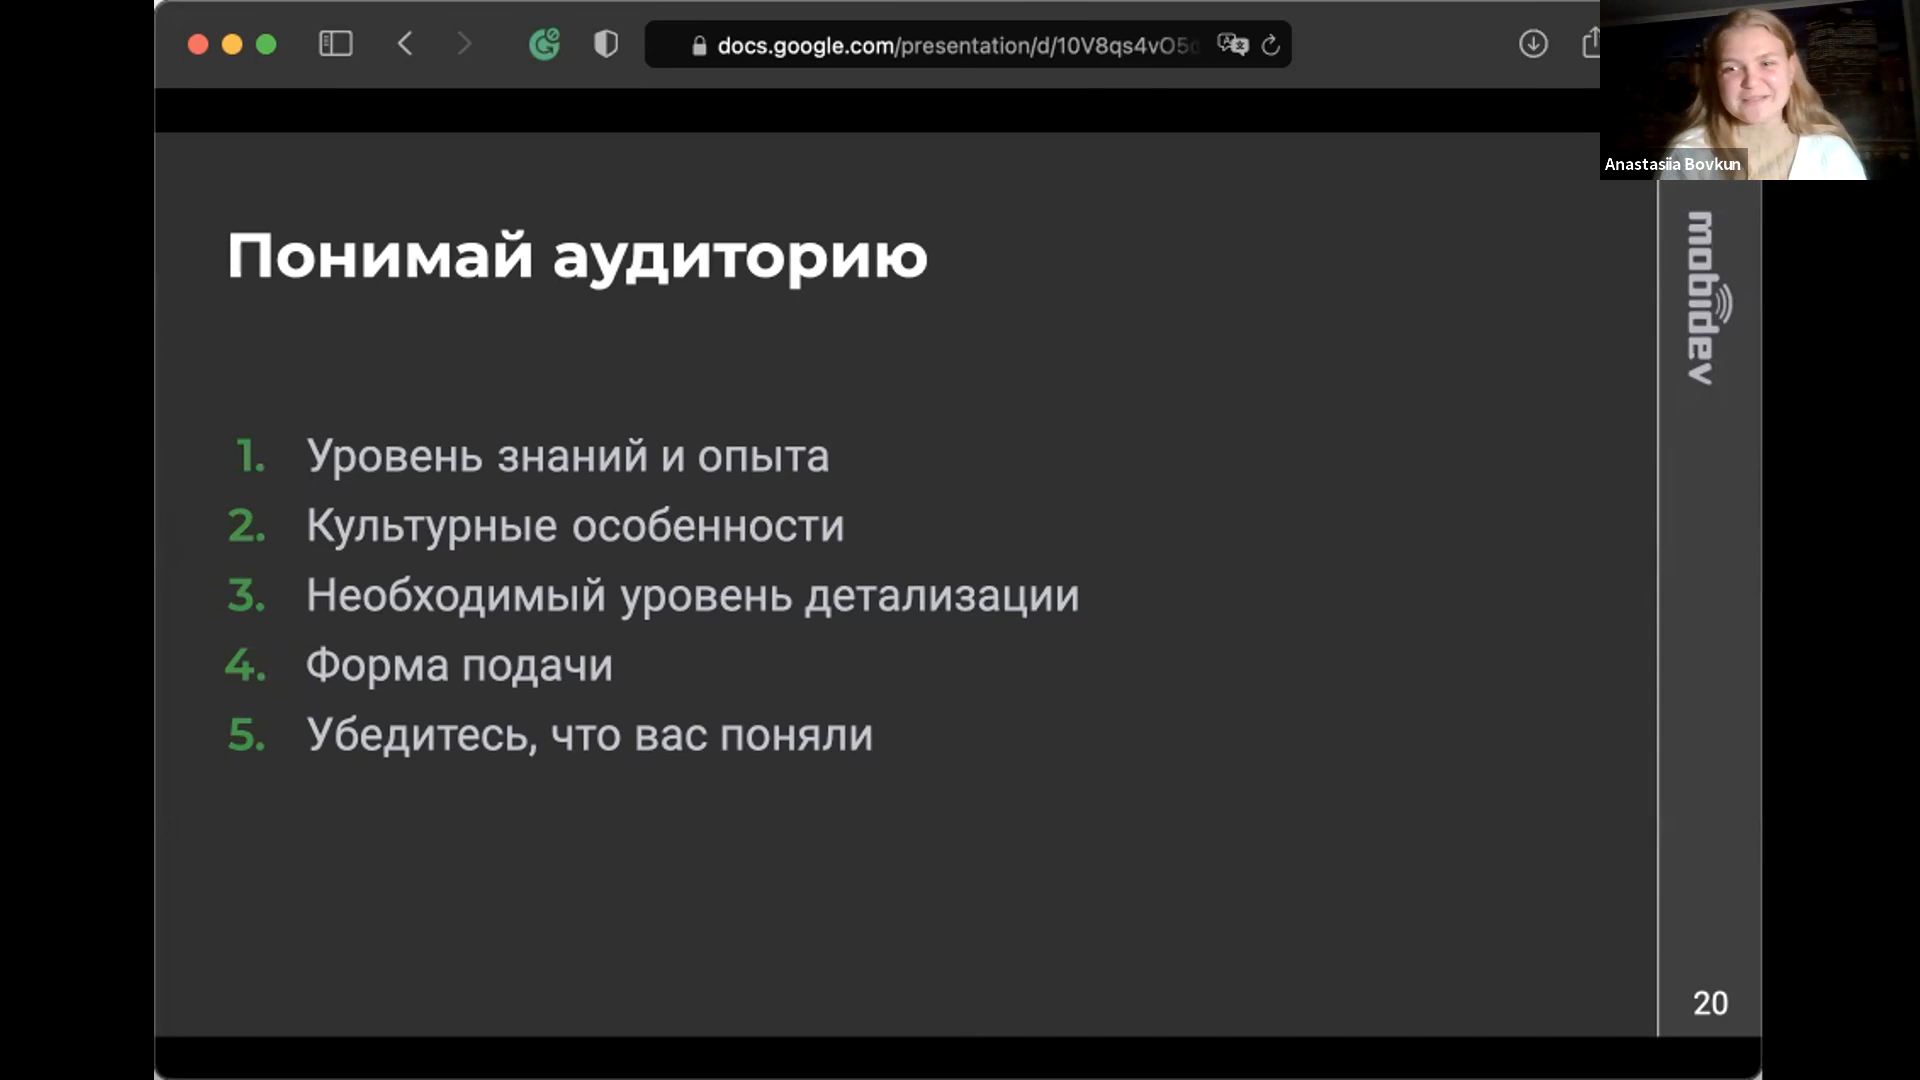 docs.google.com/presentation/d/10V8qs4vO5
Anastasiia Bovkun
mobidev
Понимай аудиторию
1. Уровень знаний и опыта
2. Культурные особенности
3. Необходимый уровень детализации
4. Форма подачи
5. Убедитесь, что вас поняли
20